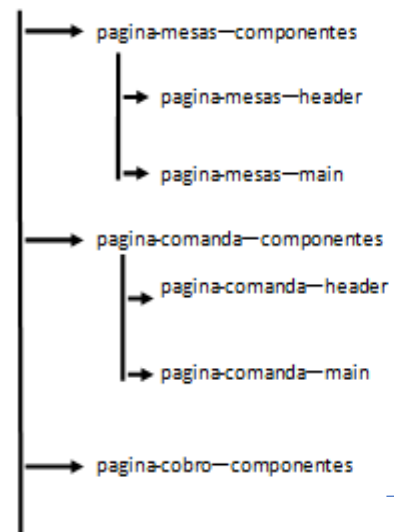 pagina-mesas—componentes
pagina-mesas—header
pagina-mesas—main
pagina-comanda—componentes
pagina-comanda—header
pagina-comanda—main
pagina-cobro—componentes